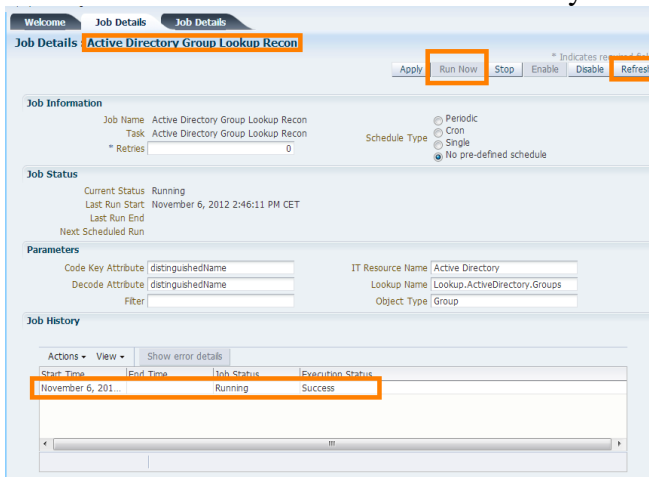 Welcome Job Details Job Details
Job Details : Active Directory Group Lookup Recon
* Indicates required
Apply Run Now Stop Enable Disable Refresh
Job Information
Job Name Active Directory Group Lookup Recon
Task Active Directory Group Lookup Recon
* Retries 0
Schedule Type
Periodic
Cron
Single
No pre-defined schedule
Job Status
Current Status Running
Last Run Start November 6, 2012 2:46:11 PM CET
Last Run End
Next Scheduled Run
Parameters
Code Key Attribute distinguishedName IT Resource Name Active Directory
Decode Attribute distinguishedName Lookup Name Lookup.ActiveDirectory.Groups
Filter Object Type Group
Job History
Actions View Show error details
Start Time End Time Job Status Execution Status
November 6, 201... Running Success